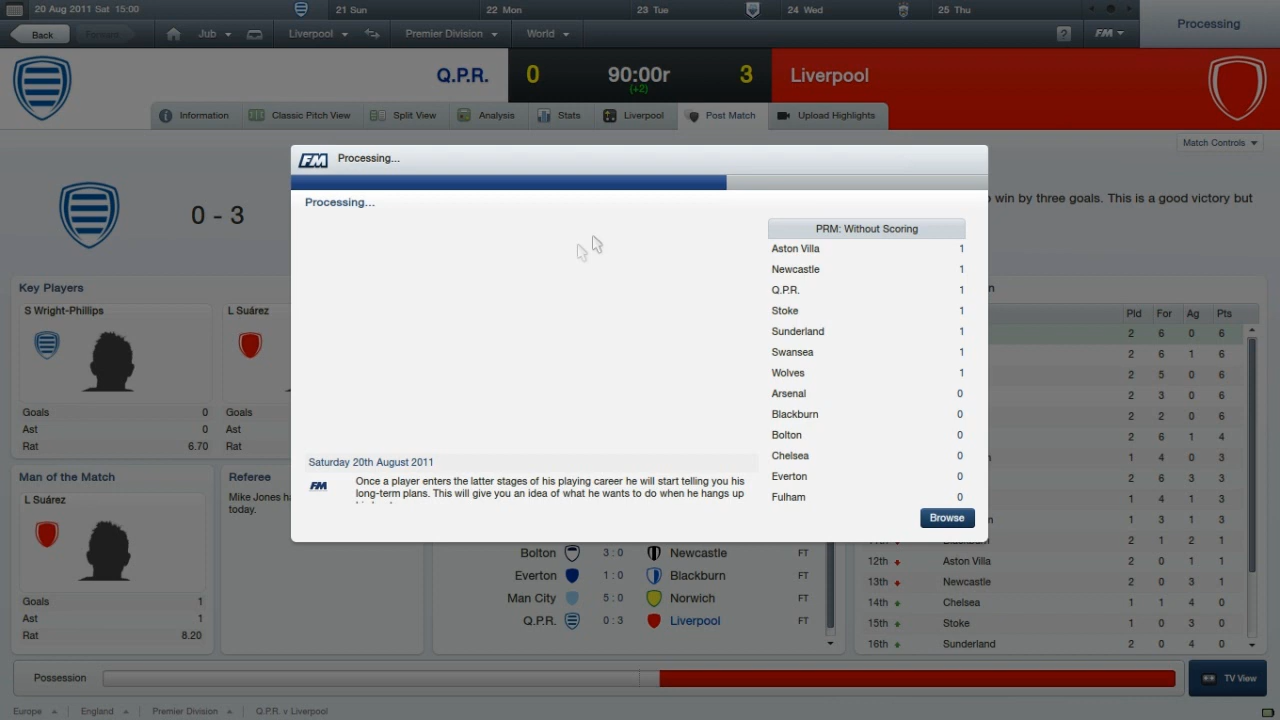 20 Aug 2011 Sat 15:00
21 Sun
22 Mon
23 Tue
24 Wed
25 Thu
Processing
Back
Forward
Jub
Liverpool
Premier Division
World
?
FM
Q.P.R.
0
90:00r
(+2)
3
Liverpool
Information
Classic Pitch View
Split View
Analysis
Stats
Liverpool
Post Match
Upload Highlights
Match Controls
0 - 3
win by three goals. This is a good victory but
FM Processing...
Processing...
PRM: Without Scoring
Aston Villa 1
Newcastle 1
Q.P.R. 1
Stoke 1
Sunderland 1
Swansea 1
Wolves 1
Arsenal 0
Blackburn 0
Bolton 0
Chelsea 0
Everton 0
Fulham 0
Saturday 20th August 2011
FM
Once a player enters the latter stages of his playing career he will start telling you his
long-term plans. This will give you an idea of what he wants to do when he hangs up
Browse
Key Players
S Wright-Phillips
Goals 0
Ast 0
Rat 6.70
L Suárez
Goals
Ast
Rat
Man of the Match
L Suárez
Goals 1
Ast 1
Rat 8.20
Referee
Mike Jones
today.
Bolton 3 : 0 Newcastle FT
Everton 1 : 0 Blackburn FT
Man City 5 : 0 Norwich FT
Q.P.R. 0 : 3 Liverpool FT
Pld For Ag Pts
2 6 0 6
2 6 1 6
2 5 0 6
2 3 0 6
2 2 0 6
2 6 1 4
1 4 0 3
2 6 3 3
1 4 1 3
1 3 1 3
2 1 2 1
12th Aston Villa 2 0 1 1
13th Newcastle 2 0 3 1
14th Chelsea 1 1 4 0
15th Stoke 1 0 3 0
16th Sunderland 2 0 4 0
Possession
TV View
Europe
England
Premier Division
Q.P.R. v Liverpool